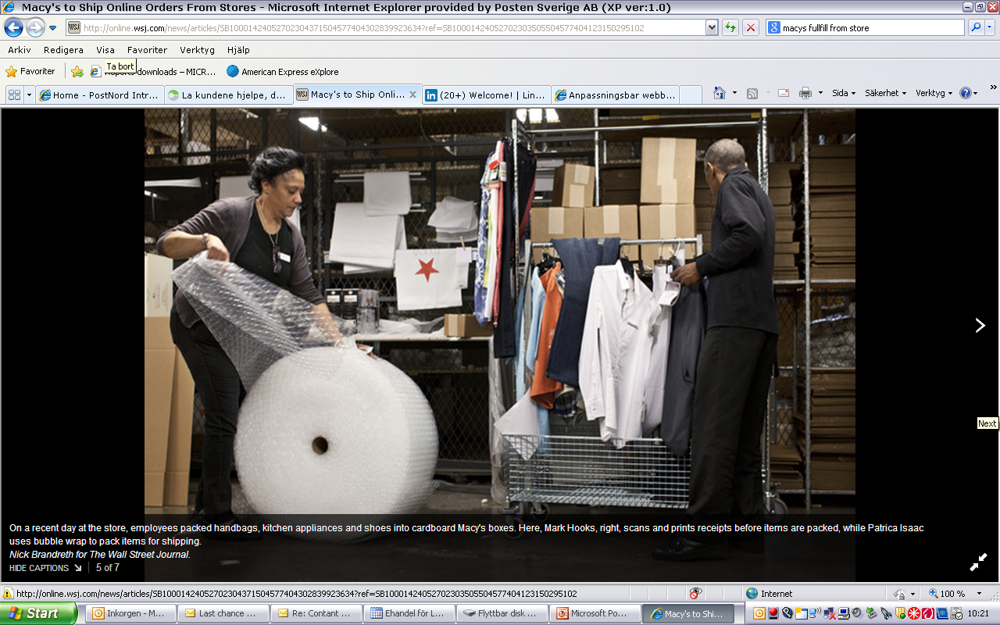 Macy's to Ship Online Orders From Stores - Microsoft Internet Explorer provided by Posten Sverige AB (XP ver:1.0)
http://online.wsj.com/news/articles/SB10001424052702304371504577404302839923634?ref=SB10001424052702303505504577404123150295102
macys fullfill from store
Arkiv Redigera Visa Favoriter Verktyg Hjälp
Ta bort
Favoriter downloads – MICR... American Express eXplore
Home - PostNord Intr... La kundene hjelpe, d... Macy's to Ship Onli... (20+) Welcome! | Lin... Anpassningsbar webb... Sida Säkerhet Verktyg
Next
On a recent day at the store, employees packed handbags, kitchen appliances and shoes into cardboard Macy's boxes. Here, Mark Hooks, right, scans and prints receipts before items are packed, while Patrica Isaac
uses bubble wrap to pack items for shipping.
Nick Brandreth for The Wall Street Journal.
HIDE CAPTIONS 5 of 7
http://online.wsj.com/news/articles/SB10001424052702304371504577404302839923634?ref=SB10001424052702303505504577404123150295102 Internet 100 %
Start Inkorgen - M... Last chance ... Re: Contant ... Ehandel för L... Flyttbar disk ... Microsoft Po... Macy's to Shi... 10:21